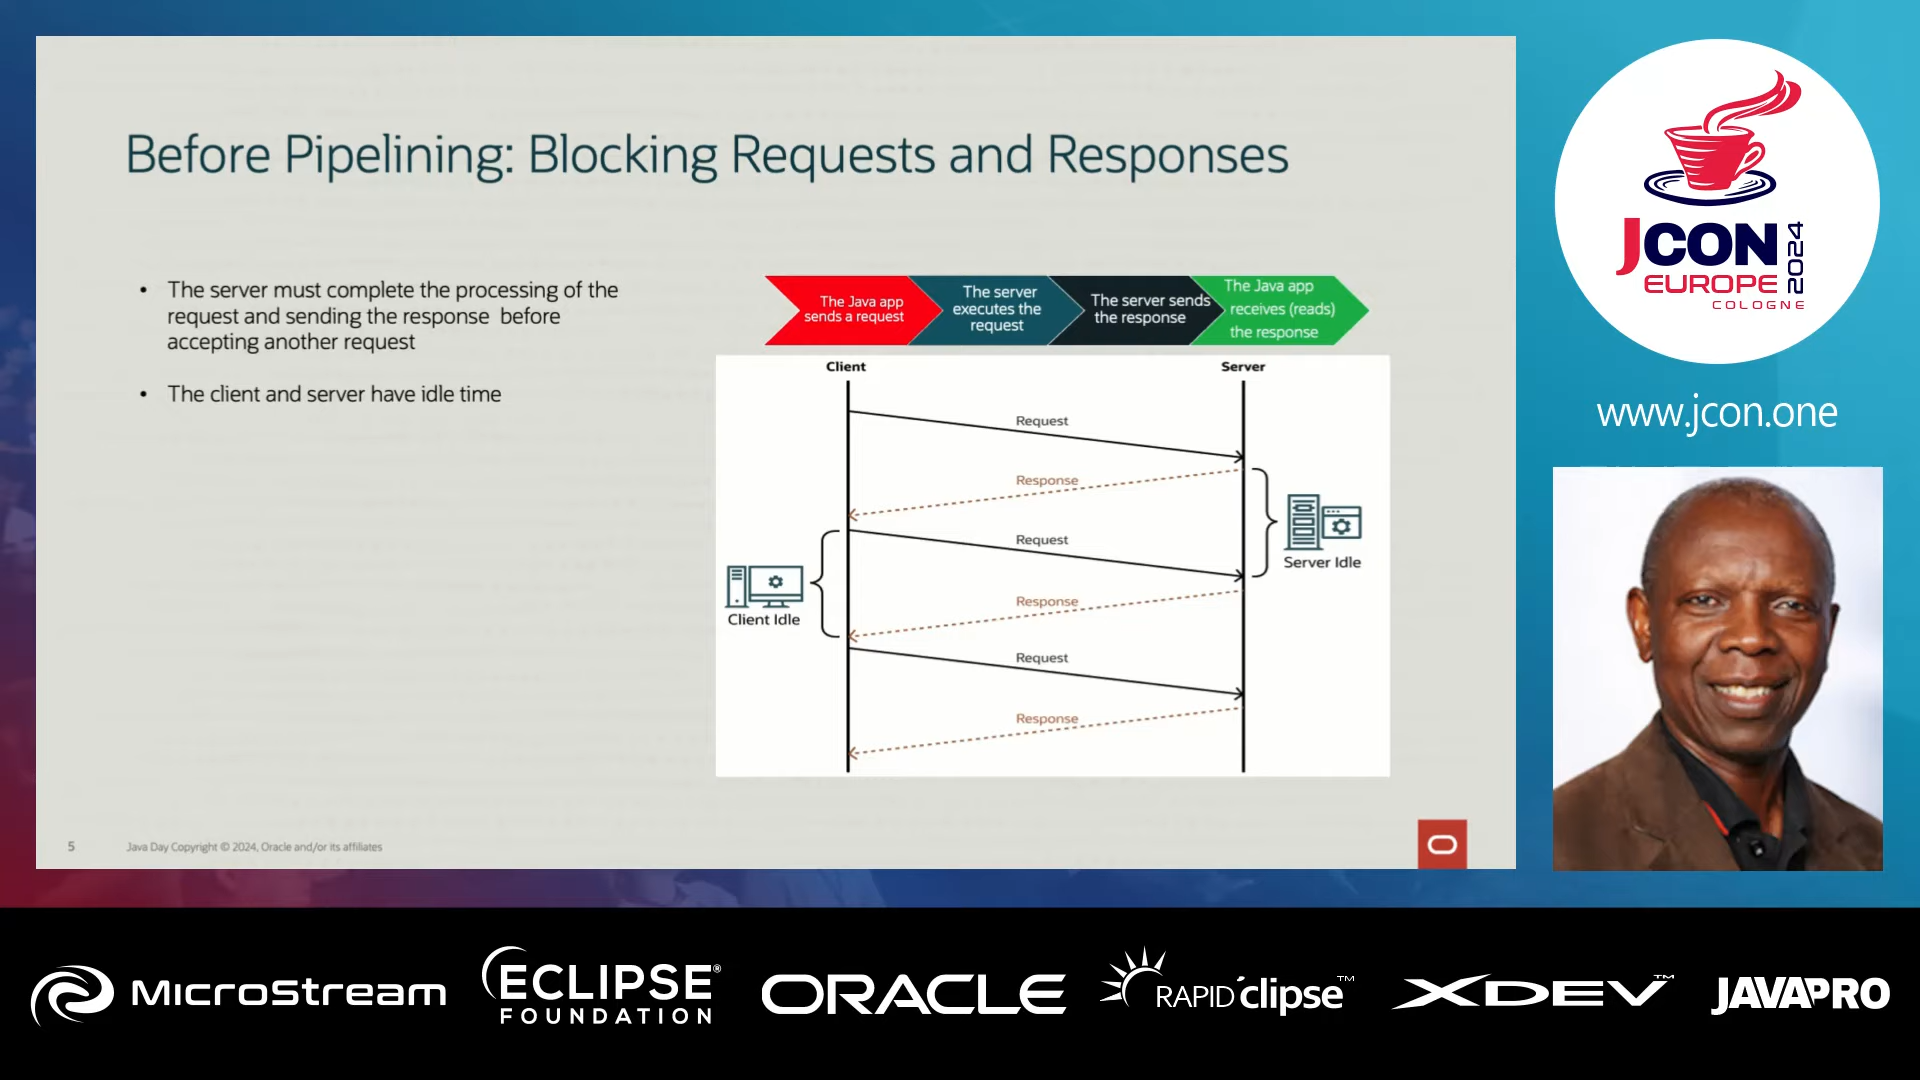 Before Pipelining: Blocking Requests and Responses
• The server must complete the processing of the
request and sending the response before
accepting another request
• The client and server have idle time
The Java app
sends a request
The server
executes the
request
The server sends
the response
The Java app
receives (reads)
the response
Client
Server
Request
Response
Server Idle
Request
Client Idle
Response
Request
Response
5
Java Day Copyright © 2024, Oracle and/or its affiliates
O
JCON
EUROPE
COLOGNE
2024
www.jcon.one
MicroStream
ECLIPSE®
FOUNDATION
ORACLE
RAPID'clipse™
XDEV™
JAVAPRO